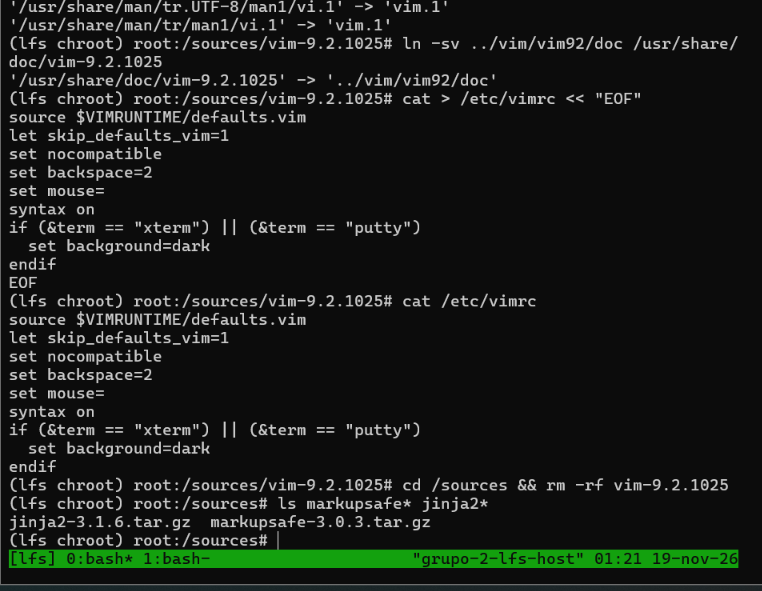 '/usr/share/man/tr.UTF-8/man1/vi.1' -> 'vim.1'
'/usr/share/man/tr/man1/vi.1' -> 'vim.1'
(lfs chroot) root:/sources/vim-9.2.1025# ln -sv ../vim/vim92/doc /usr/share/
doc/vim-9.2.1025
'/usr/share/doc/vim-9.2.1025' -> '../vim/vim92/doc'
(lfs chroot) root:/sources/vim-9.2.1025# cat > /etc/vimrc << "EOF"
source $VIMRUNTIME/defaults.vim
let skip_defaults_vim=1
set nocompatible
set backspace=2
set mouse=
syntax on
if (&term == "xterm") || (&term == "putty")
  set background=dark
endif
EOF
(lfs chroot) root:/sources/vim-9.2.1025# cat /etc/vimrc
source $VIMRUNTIME/defaults.vim
let skip_defaults_vim=1
set nocompatible
set backspace=2
set mouse=
syntax on
if (&term == "xterm") || (&term == "putty")
  set background=dark
endif
(lfs chroot) root:/sources/vim-9.2.1025# cd /sources && rm -rf vim-9.2.1025
(lfs chroot) root:/sources# ls markupsafe* jinja2*
jinja2-3.1.6.tar.gz  markupsafe-3.0.3.tar.gz
(lfs chroot) root:/sources#
[lfs] 0:bash* 1:bash- "grupo-2-lfs-host" 01:21 19-nov-26